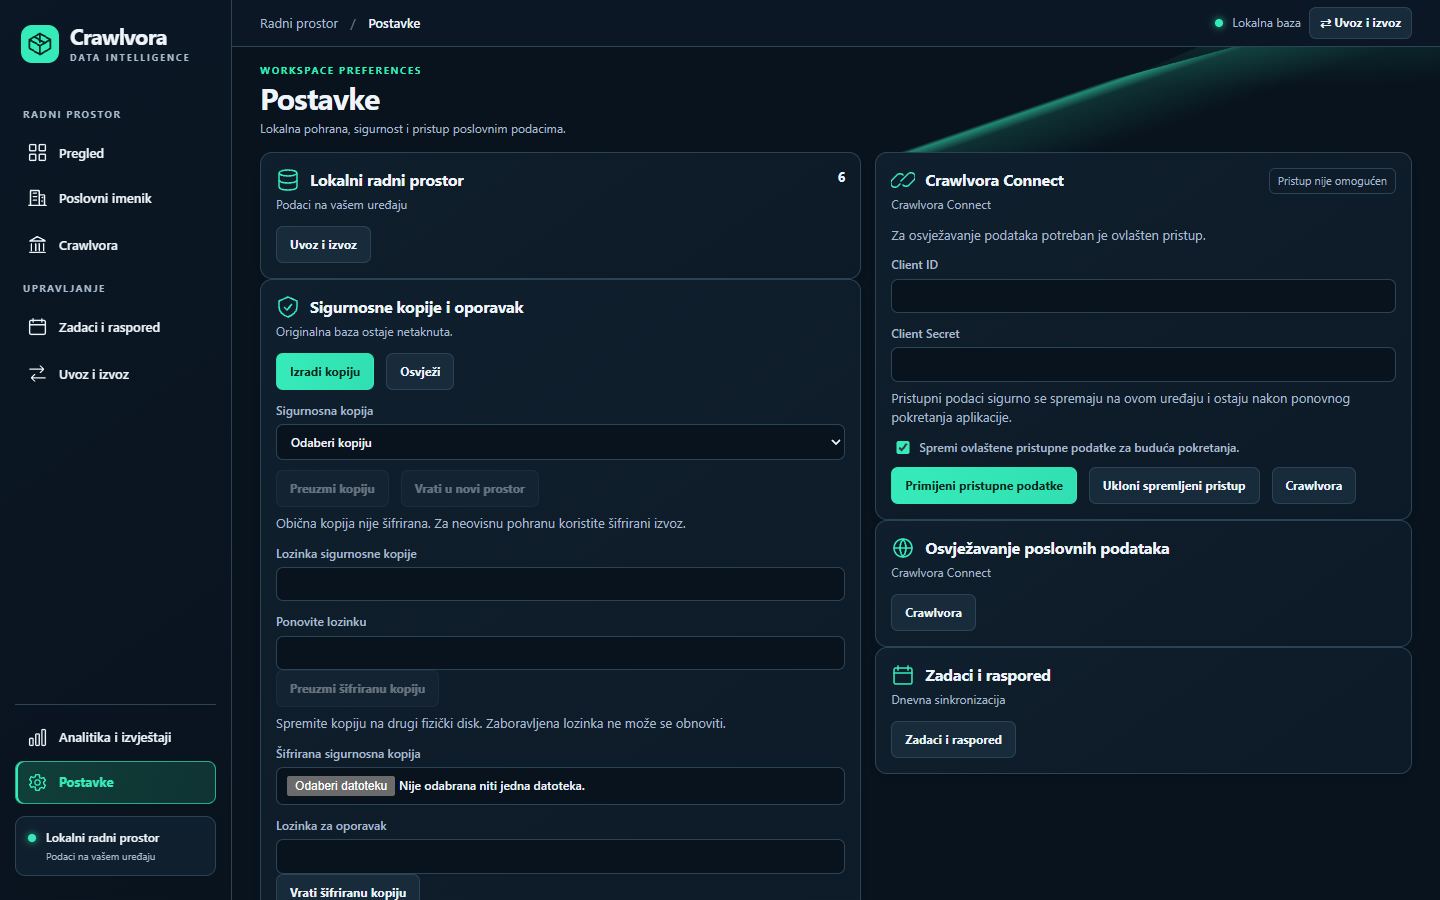 Crawlvora
DATA INTELLIGENCE
RADNI PROSTOR
Pregled
Poslovni imenik
Crawlvora
UPRAVLJANJE
Zadaci i raspored
Uvoz i izvoz
Analitika i izvještaji
Postavke
Lokalni radni prostor
Podaci na vašem uređaju
Radni prostor / Postavke
Lokalna baza
⇄ Uvoz i izvoz
WORKSPACE PREFERENCES
Postavke
Lokalna pohrana, sigurnost i pristup poslovnim podacima.
Lokalni radni prostor
6
Podaci na vašem uređaju
Uvoz i izvoz
Sigurnosne kopije i oporavak
Originalna baza ostaje netaknuta.
Izradi kopiju
Osvježi
Sigurnosna kopija
Odaberi kopiju
Preuzmi kopiju
Vrati u novi prostor
Obična kopija nije šifrirana. Za neovisnu pohranu koristite šifrirani izvoz.
Lozinka sigurnosne kopije
Ponovite lozinku
Preuzmi šifriranu kopiju
Spremite kopiju na drugi fizički disk. Zaboravljena lozinka ne može se obnoviti.
Šifrirana sigurnosna kopija
Odaberi datoteku Nije odabrana niti jedna datoteka.
Lozinka za oporavak
Vrati šifriranu kopiju
Crawlvora Connect
Pristup nije omogućen
Crawlvora Connect
Za osvježavanje podataka potreban je ovlašten pristup.
Client ID
Client Secret
Pristupni podaci sigurno se spremaju na ovom uređaju i ostaju nakon ponovnog
pokretanja aplikacije.
Spremi ovlaštene pristupne podatke za buduća pokretanja.
Primijeni pristupne podatke
Ukloni spremljeni pristup
Crawlvora
Osvježavanje poslovnih podataka
Crawlvora Connect
Crawlvora
Zadaci i raspored
Dnevna sinkronizacija
Zadaci i raspored